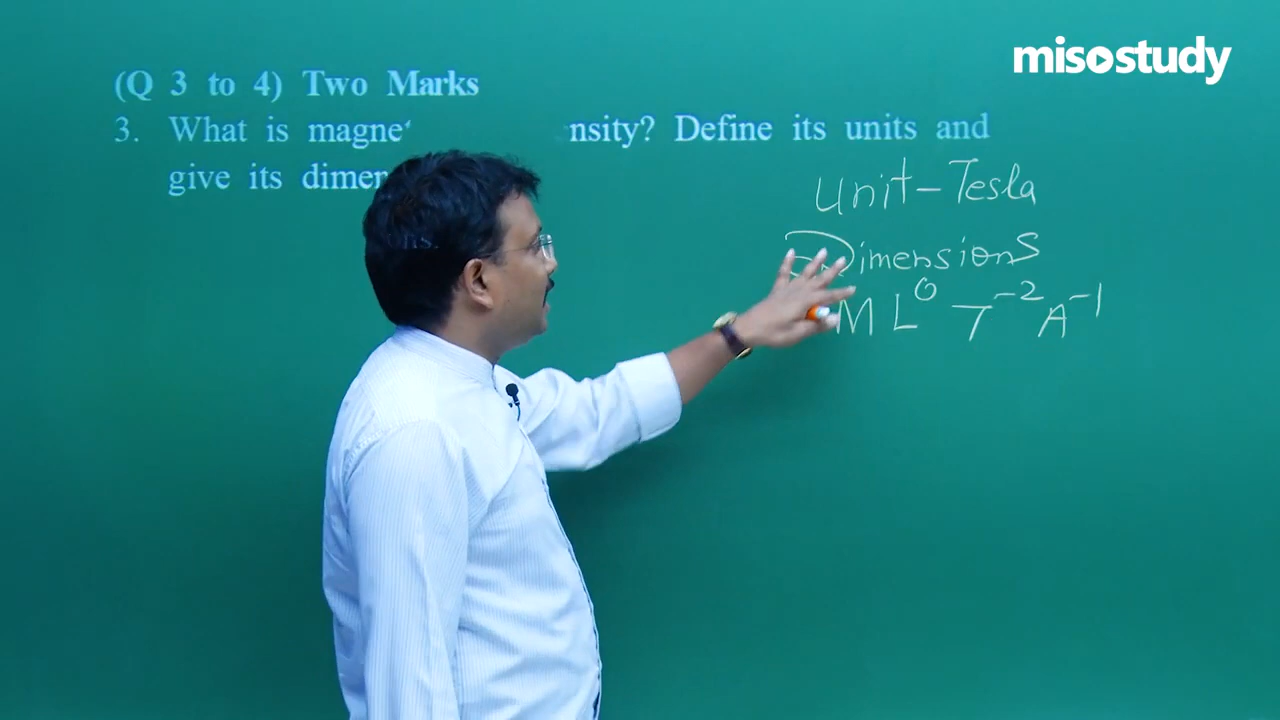 misostudy
(Q 3 to 4) Two Marks
3. What is magne nsity? Define its units and
give its dimen
Unit - Tesla
Dimensions
M L⁰ T⁻² A⁻¹